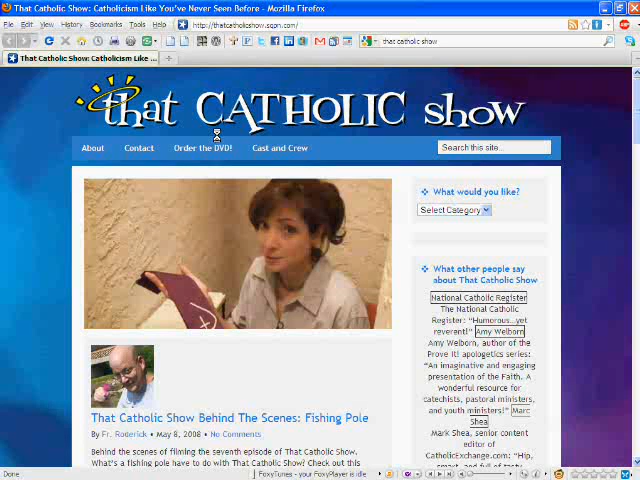 That Catholic Show: Catholicism Like You've Never Seen Before - Mozilla Firefox
File Edit View History Bookmarks Tools Help
http://thatcatholicshow.sqpn.com/
that catholic show
That Catholic Show: Catholicism Like ...
that CATHOLIC show
About Contact Order the DVD! Cast and Crew
Search this site...
What would you like?
Select Category
What other people say
about That Catholic Show
National Catholic Register
The National Catholic
Register: “Humorous...yet
reverent!” Amy Welborn
Amy Welborn, author of the
Prove It! apologetics series:
“An imaginative and engaging
presentation of the Faith. A
wonderful resource for
catechists, pastoral ministers,
and youth ministers!” Marc
Shea
Mark Shea, senior content
editor of
CatholicExchange.com: “Hip,
smart, and full of tasty
That Catholic Show Behind The Scenes: Fishing Pole
By Fr. Roderick • May 8, 2008 • No Comments
Behind the scenes of filming the seventh episode of That Catholic Show.
What's a fishing pole have to do with That Catholic Show? Check out this
Done
FoxyTunes - your FoxyPlayer is idle